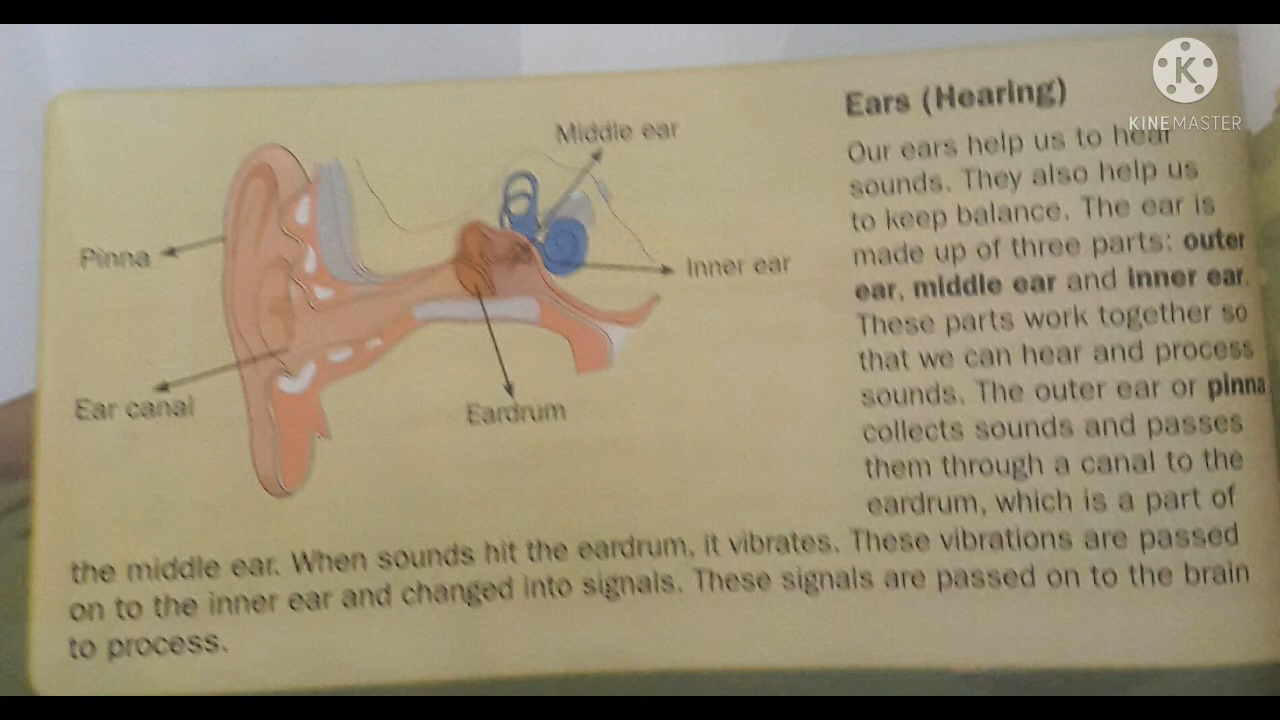 Ears (Hearing)
KINEMASTER
Our ears help us to hear
sounds. They also help us
to keep balance. The ear is
made up of three parts: outer
ear, middle ear and inner ear.
These parts work together so
that we can hear and process
sounds. The outer ear or pinna
collects sounds and passes
them through a canal to the
eardrum, which is a part of
the middle ear. When sounds hit the eardrum, it vibrates. These vibrations are passed
on to the inner ear and changed into signals. These signals are passed on to the brain
to process.
Middle ear
Pinna
Inner ear
Ear canal
Eardrum
K